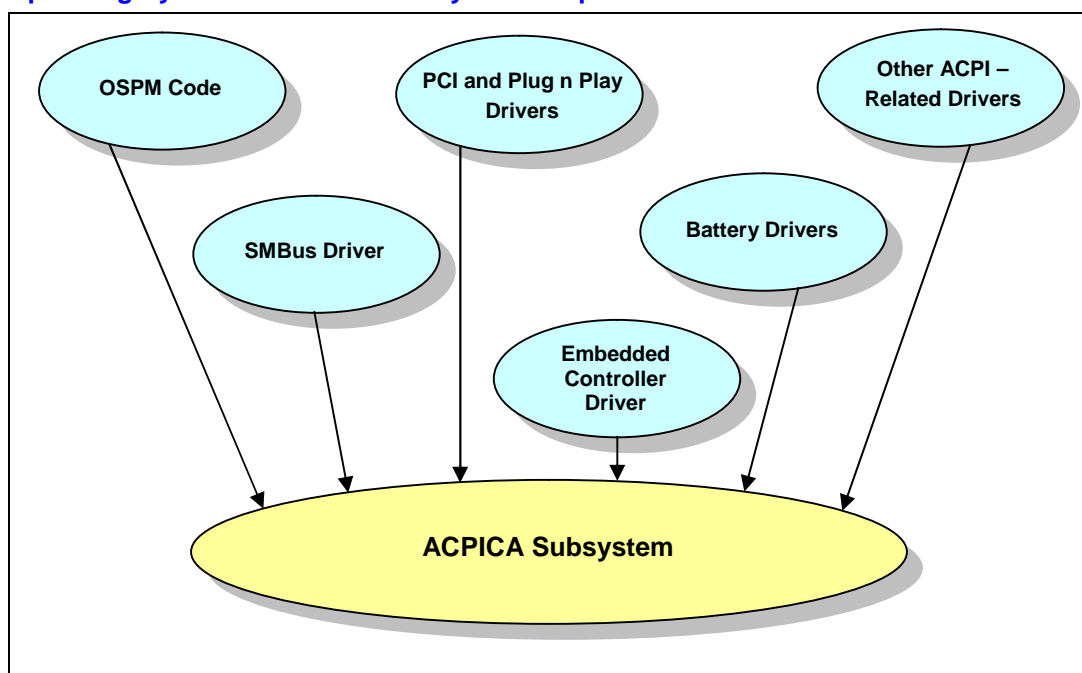 OSPM Code
PCI and Plug n Play
Drivers
Other ACPI –
Related Drivers
SMBus Driver
Battery Drivers
Embedded
Controller
Driver
ACPICA Subsystem